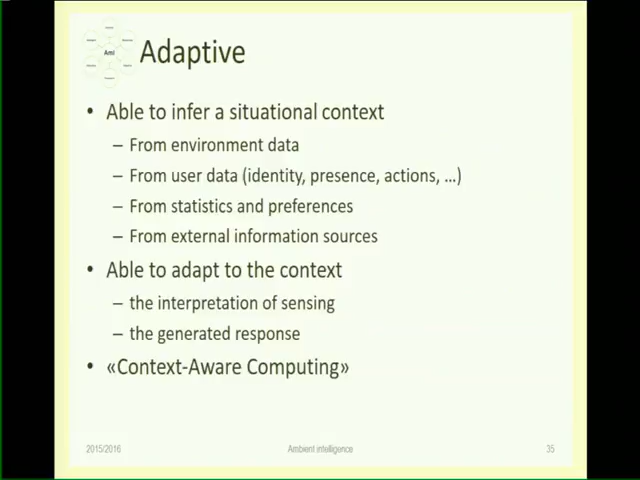 AmI
Adaptive
• Able to infer a situational context
– From environment data
– From user data (identity, presence, actions, ...)
– From statistics and preferences
– From external information sources
• Able to adapt to the context
– the interpretation of sensing
– the generated response
• «Context-Aware Computing»
2015/2016
Ambient intelligence
35